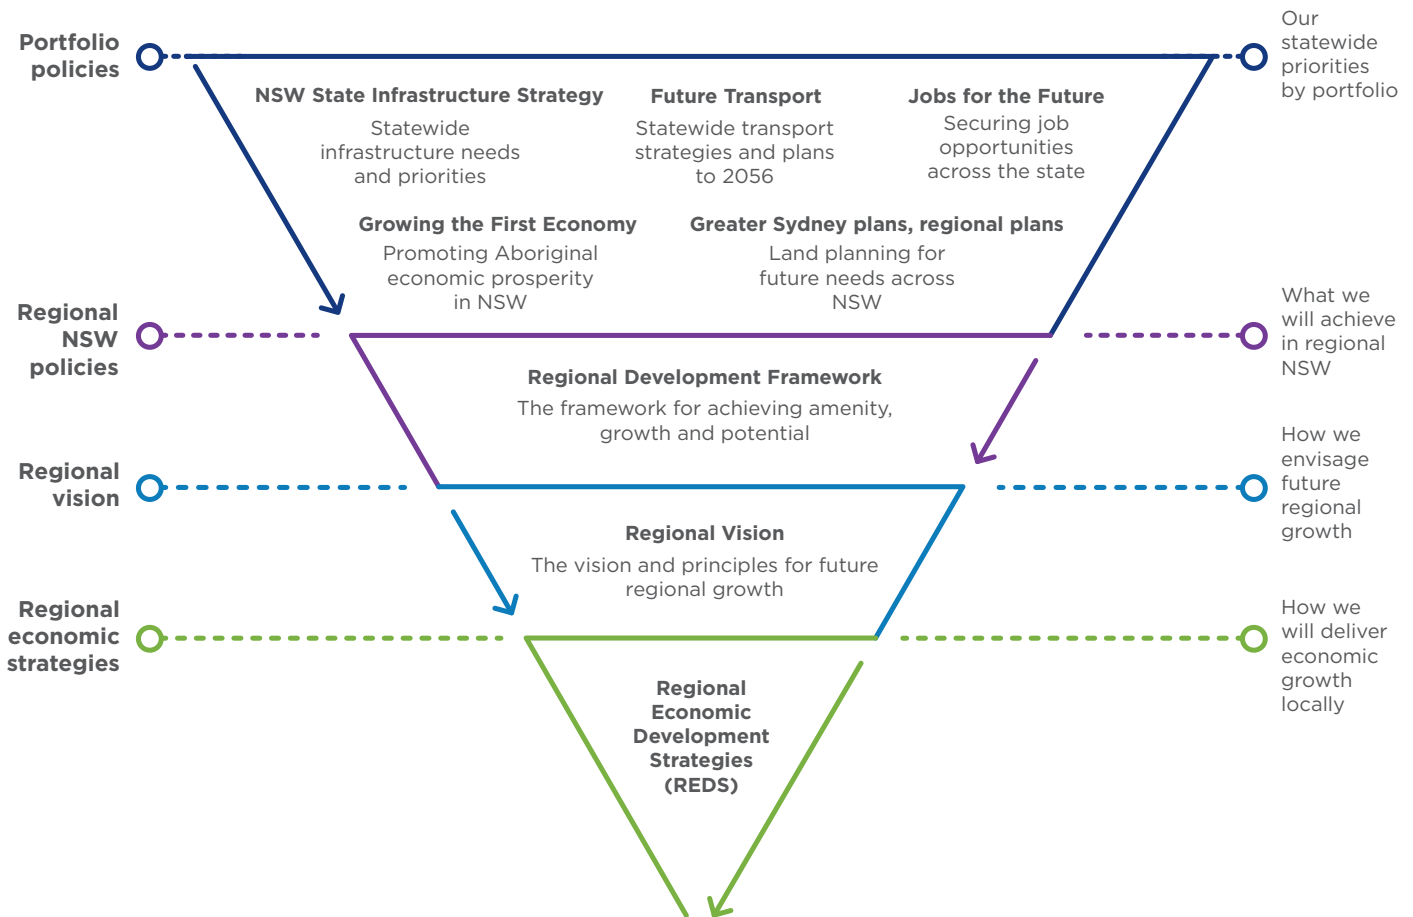 Portfolio
policies
Our
statewide
priorities
by portfolio
NSW State Infrastructure Strategy
Statewide
infrastructure needs
and priorities
Future Transport
Statewide transport
strategies and plans
to 2056
Jobs for the Future
Securing job
opportunities
across the state
Growing the First Economy
Promoting Aboriginal
economic prosperity
in NSW
Greater Sydney plans, regional plans
Land planning for
future needs across
NSW
Regional
NSW
policies
What we
will achieve
in regional
NSW
Regional Development Framework
The framework for achieving amenity,
growth and potential
Regional
vision
How we
envisage
future
regional
growth
Regional Vision
The vision and principles for future
regional growth
Regional
economic
strategies
How we
will deliver
economic
growth
locally
Regional
Economic
Development
Strategies
(REDS)